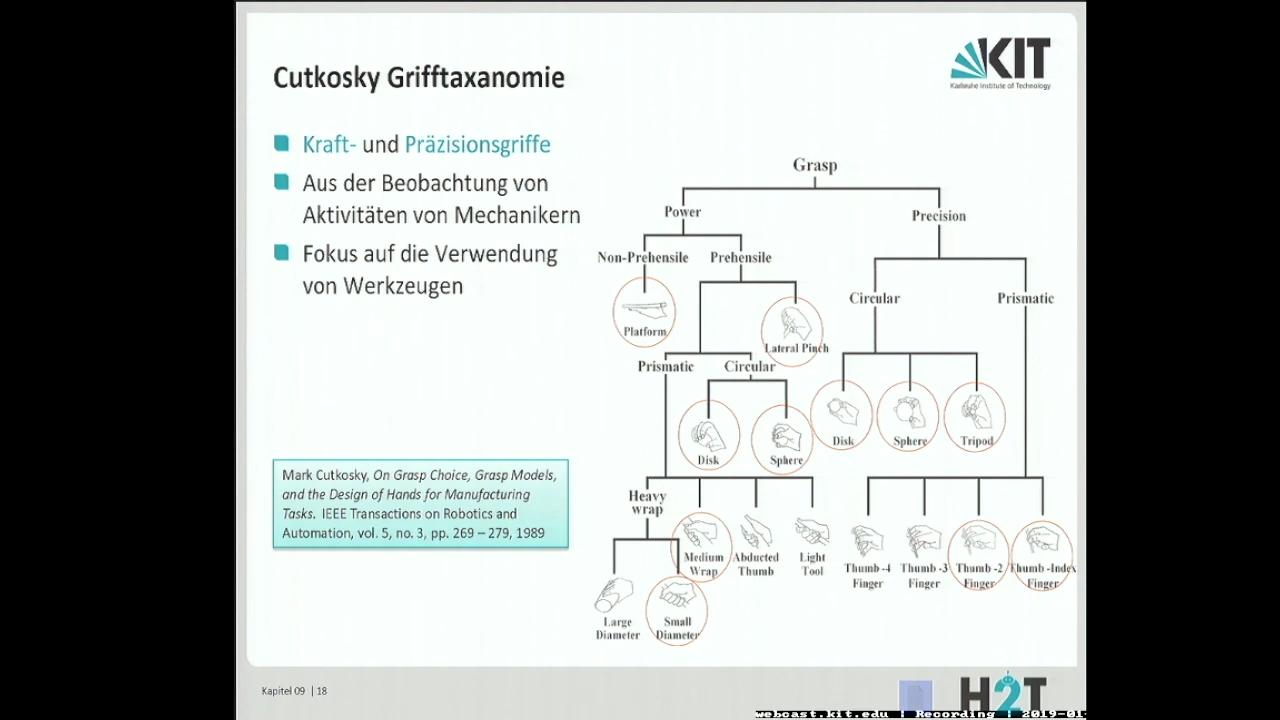 Cutkosky Grifftaxanomie
KIT
Karlsruhe Institute of Technology
Kraft- und Präzisionsgriffe
Aus der Beobachtung von
Aktivitäten von Mechanikern
Fokus auf die Verwendung
von Werkzeugen
Mark Cutkosky, On Grasp Choice, Grasp Models,
and the Design of Hands for Manufacturing
Tasks. IEEE Transactions on Robotics and
Automation, vol. 5, no. 3, pp. 269 – 279, 1989
Grasp
Power
Precision
Non-Prehensile
Prehensile
Circular
Prismatic
Platform
Lateral Pinch
Prismatic
Circular
Disk
Sphere
Tripod
Disk
Sphere
Heavy
wrap
Medium
Wrap
Abducted
Thumb
Light
Tool
Thumb -4
Finger
Thumb -3
Finger
Thumb -2
Finger
Thumb -Index
Finger
Large
Diameter
Small
Diameter
Kapitel 09 | 18
H2T
webcast.kit.edu | Recording | 2019-01